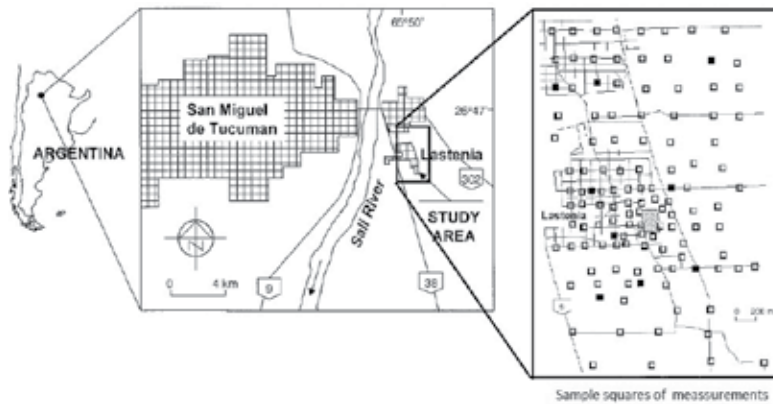 65°50'
San Miguel
de Tucuman
26°47'
ARGENTINA
Lastenia
302
STUDY
AREA
Sali River
N
0 4 km
9
38
Lastenia
0 200 m
Sample squares of meassurements